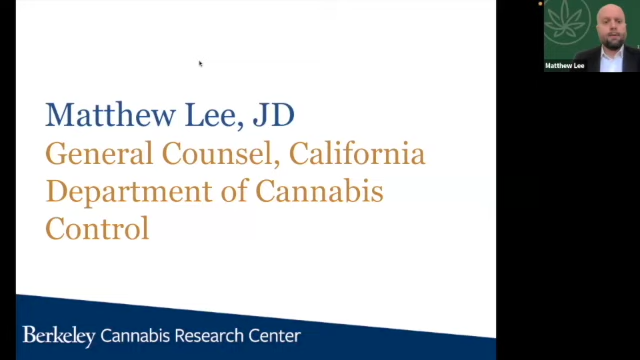 Matthew Lee, JD
General Counsel, California
Department of Cannabis
Control
Berkeley Cannabis Research Center
Matthew Lee